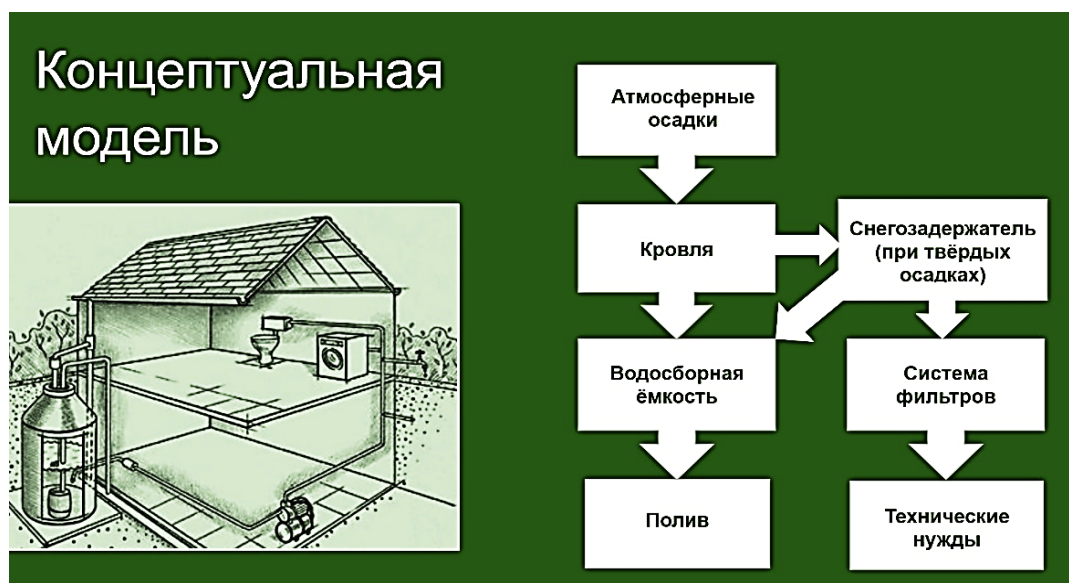 Концептуальная
модель
Атмосферные
осадки
Кровля
Снегозадержатель
(при твёрдых
осадках)
Водосборная
ёмкость
Система
фильтров
Полив
Технические
нужды